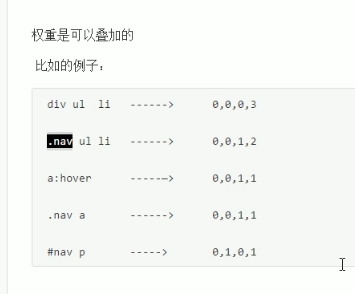 权重是可以叠加的
比如的例子：
div ul  li   ------>      0,0,0,3
.nav ul li   ------>      0,0,1,2
a:hover      ------>      0,0,1,1
.nav a       ------>      0,0,1,1
#nav p       ----->       0,1,0,1